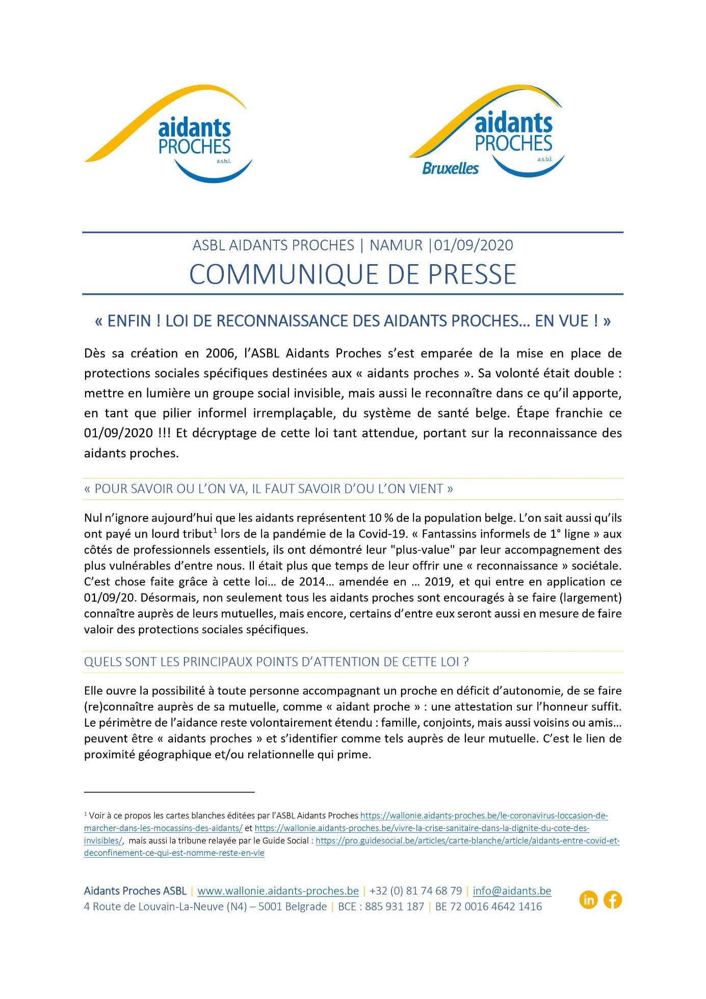 aidants
PROCHES
a.s.b.l.
aidants
PROCHES
a.s.b.l.
Bruxelles
ASBL AIDANTS PROCHES | NAMUR |01/09/2020
COMMUNIQUE DE PRESSE
« ENFIN ! LOI DE RECONNAISSANCE DES AIDANTS PROCHES… EN VUE ! »
Dès sa création en 2006, l’ASBL Aidants Proches s’est emparée de la mise en place de
protections sociales spécifiques destinées aux « aidants proches ». Sa volonté était double :
mettre en lumière un groupe social invisible, mais aussi le reconnaître dans ce qu’il apporte,
en tant que pilier informel irremplaçable, du système de santé belge. Étape franchie ce
01/09/2020 !!! Et décryptage de cette loi tant attendue, portant sur la reconnaissance des
aidants proches.
« POUR SAVOIR OU L’ON VA, IL FAUT SAVOIR D’OU L’ON VIENT »
Nul n’ignore aujourd’hui que les aidants représentent 10 % de la population belge. L’on sait aussi qu’ils
ont payé un lourd tribut¹ lors de la pandémie de la Covid-19. « Fantassins informels de 1° ligne » aux
côtés de professionnels essentiels, ils ont démontré leur "plus-value" par leur accompagnement des
plus vulnérables d’entre nous. Il était plus que temps de leur offrir une « reconnaissance » sociétale.
C’est chose faite grâce à cette loi… de 2014… amendée en … 2019, et qui entre en application ce
01/09/20. Désormais, non seulement tous les aidants proches sont encouragés à se faire (largement)
connaître auprès de leurs mutuelles, mais encore, certains d’entre eux seront aussi en mesure de faire
valoir des protections sociales spécifiques.
QUELS SONT LES PRINCIPAUX POINTS D’ATTENTION DE CETTE LOI ?
Elle ouvre la possibilité à toute personne accompagnant un proche en déficit d’autonomie, de se faire
(re)connaître auprès de sa mutuelle, comme « aidant proche » : une attestation sur l’honneur suffit.
Le périmètre de l’aidance reste volontairement étendu : famille, conjoints, mais aussi voisins ou amis…
peuvent être « aidants proches » et s’identifier comme tels auprès de leur mutuelle. C’est le lien de
proximité géographique et/ou relationnelle qui prime.
¹ Voir à ce propos les cartes blanches éditées par l’ASBL Aidants Proches https://wallonie.aidants-proches.be/le-coronavirus-loccasion-de-
marcher-dans-les-mocassins-des-aidants/ et https://wallonie.aidants-proches.be/vivre-la-crise-sanitaire-dans-la-dignite-du-cote-des-
invisibles/, mais aussi la tribune relayée par le Guide Social : https://pro.guidesocial.be/articles/carte-blanche/article/aidants-entre-covid-et-
deconfinement-ce-qui-est-nomme-reste-en-vie
Aidants Proches ASBL | www.wallonie.aidants-proches.be | +32 (0) 81 74 68 79 | info@aidants.be
4 Route de Louvain-La-Neuve (N4) – 5001 Belgrade | BCE : 885 931 187 | BE 72 0016 4642 1416
in f